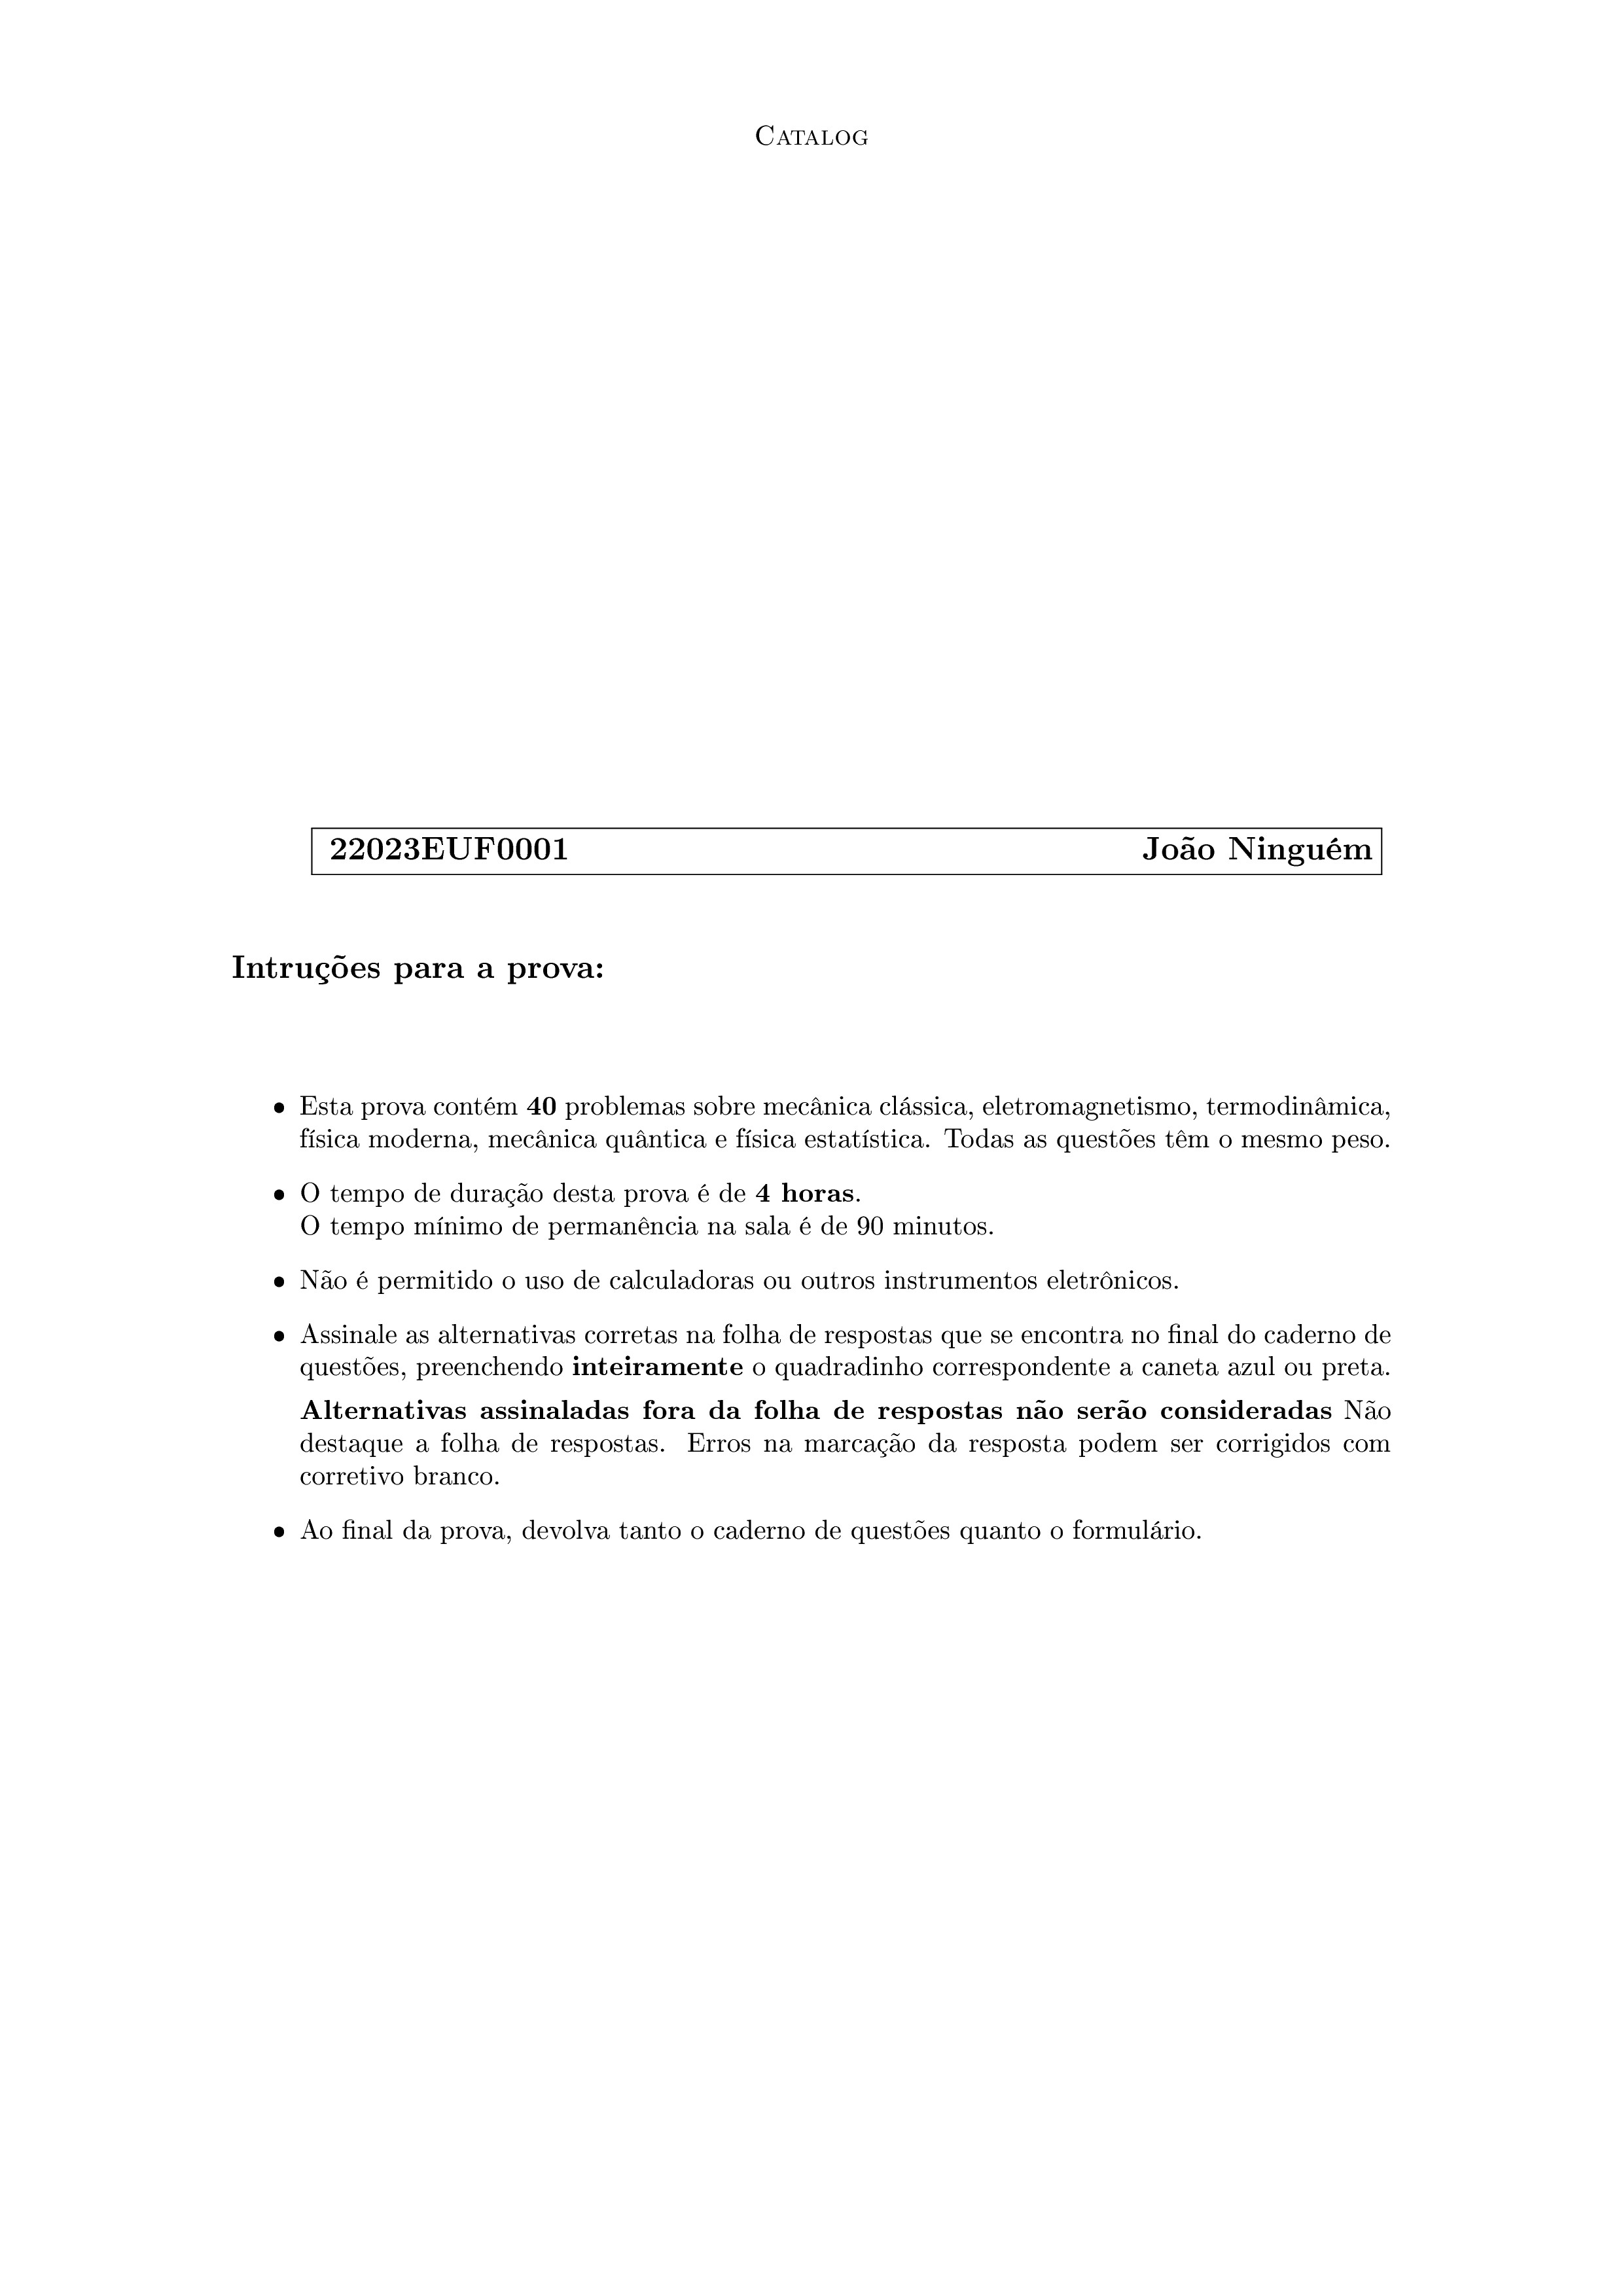 Catalog
22023EUF0001 João Ninguém
Intruções para a prova:
• Esta prova contém 40 problemas sobre mecânica clássica, eletromagnetismo, termodinâmica,
física moderna, mecânica quântica e física estatística. Todas as questões têm o mesmo peso.
• O tempo de duração desta prova é de 4 horas.
O tempo mínimo de permanência na sala é de 90 minutos.
• Não é permitido o uso de calculadoras ou outros instrumentos eletrônicos.
• Assinale as alternativas corretas na folha de respostas que se encontra no final do caderno de
questões, preenchendo inteiramente o quadradinho correspondente a caneta azul ou preta.
Alternativas assinaladas fora da folha de respostas não serão consideradas Não
destaque a folha de respostas. Erros na marcação da resposta podem ser corrigidos com
corretivo branco.
• Ao final da prova, devolva tanto o caderno de questões quanto o formulário.